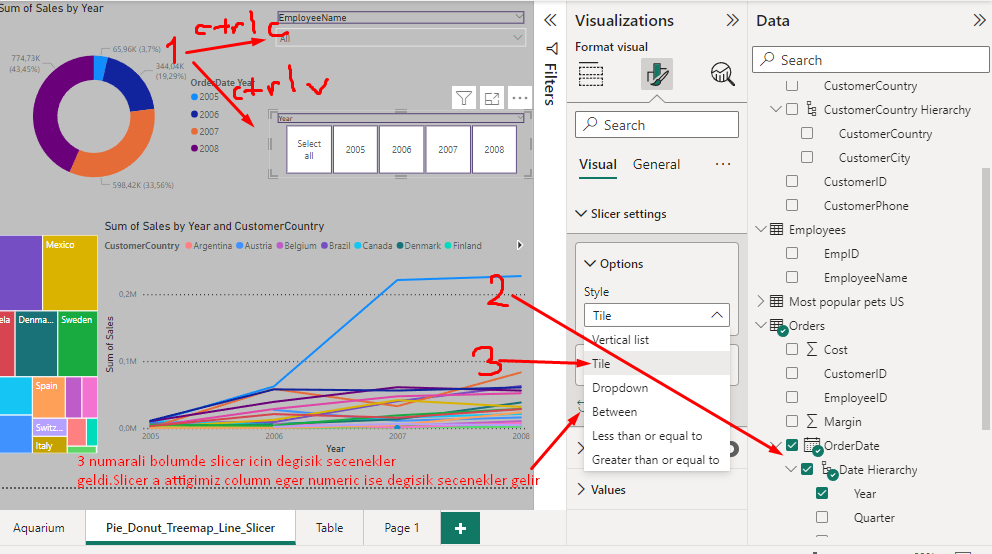 Sum of Sales by Year
EmployeeName
All
ctrl c
1
ctrl v
65,96K (3,7%)
774,73K
(43,45%)
344,04K
(19,29%)
598,42K (33,56%)
OrderDate Year
2005
2006
2007
2008
Year
Select all
2005
2006
2007
2008
Mexico
Denma...
Sweden
Spain
Switz...
Italy
Sum of Sales by Year and CustomerCountry
CustomerCountry
Argentina
Austria
Belgium
Brazil
Canada
Denmark
Finland
Sum of Sales
0,2M
0,1M
0,0M
2005
2006
2007
2008
Year
2
3
3 numarali bolumde slicer icin degisik secenekler
geldi.Slicer a attigimiz column eger numeric ise degisik secenekler gelir
Aquarium
Pie_Donut_Treemap_Line_Slicer
Table
Page 1
+
Filters
Visualizations
Format visual
Search
Visual
General
...
Slicer settings
Options
Style
Tile
Vertical list
Tile
Dropdown
Between
Less than or equal to
Greater than or equal to
Values
Data
Search
CustomerCountry
CustomerCountry Hierarchy
CustomerCountry
CustomerCity
CustomerID
CustomerPhone
Employees
EmpID
EmployeeName
Most popular pets US
Orders
Cost
CustomerID
EmployeeID
Margin
OrderDate
Date Hierarchy
Year
Quarter